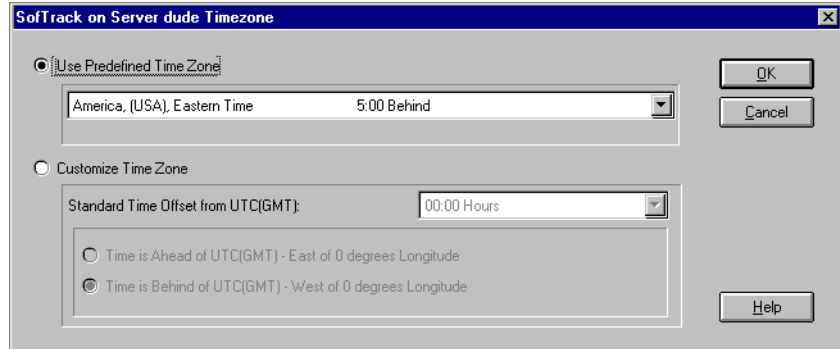 SofTrack on Server dude Timezone
Use Predefined Time Zone
OK
America, (USA), Eastern Time 5:00 Behind
Cancel
Customize Time Zone
Standard Time Offset from UTC(GMT): 00:00 Hours
Time is Ahead of UTC(GMT) - East of 0 degrees Longitude
Time is Behind of UTC(GMT) - West of 0 degrees Longitude
Help